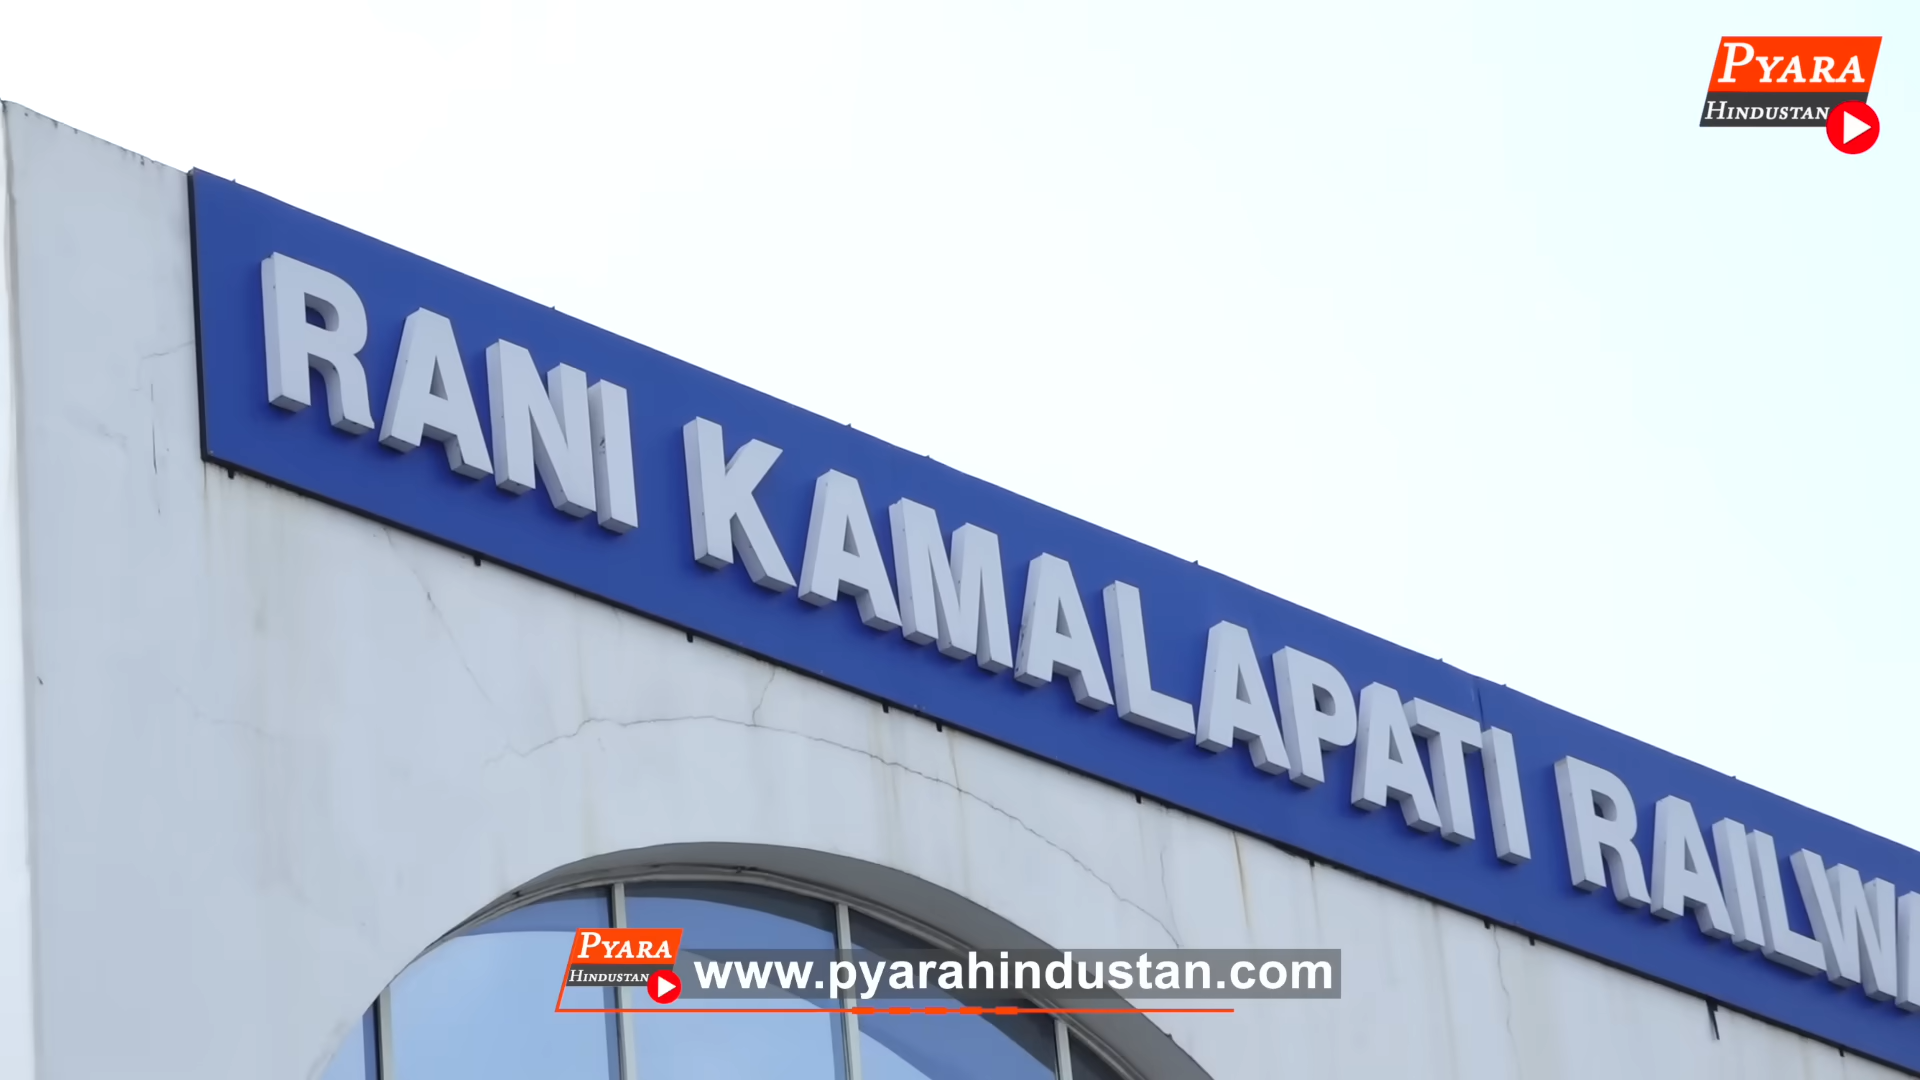 PYARA
HINDUSTAN
RANI KAMALAPATI RAILW
PYARA
HINDUSTAN
www.pyarahindustan.com